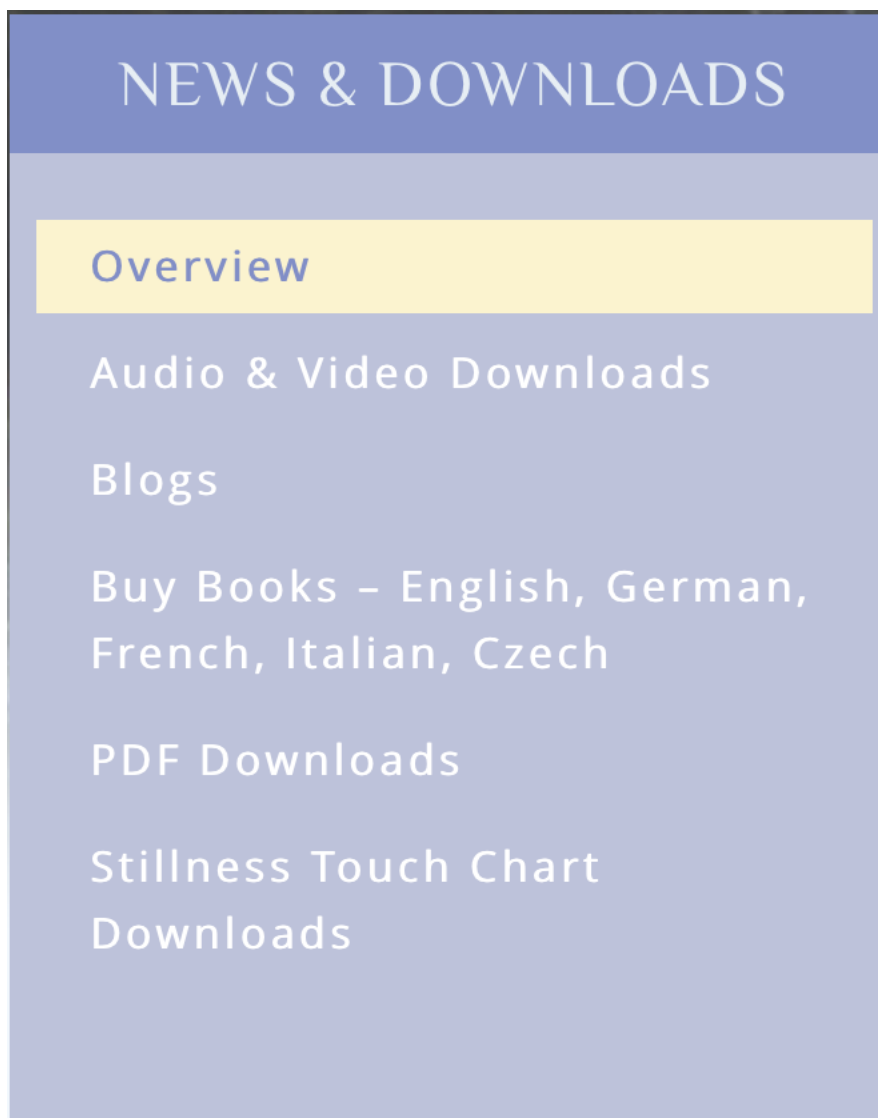 NEWS & DOWNLOADS
Overview
Audio & Video Downloads
Blogs
Buy Books – English, German,
French, Italian, Czech
PDF Downloads
Stillness Touch Chart
Downloads